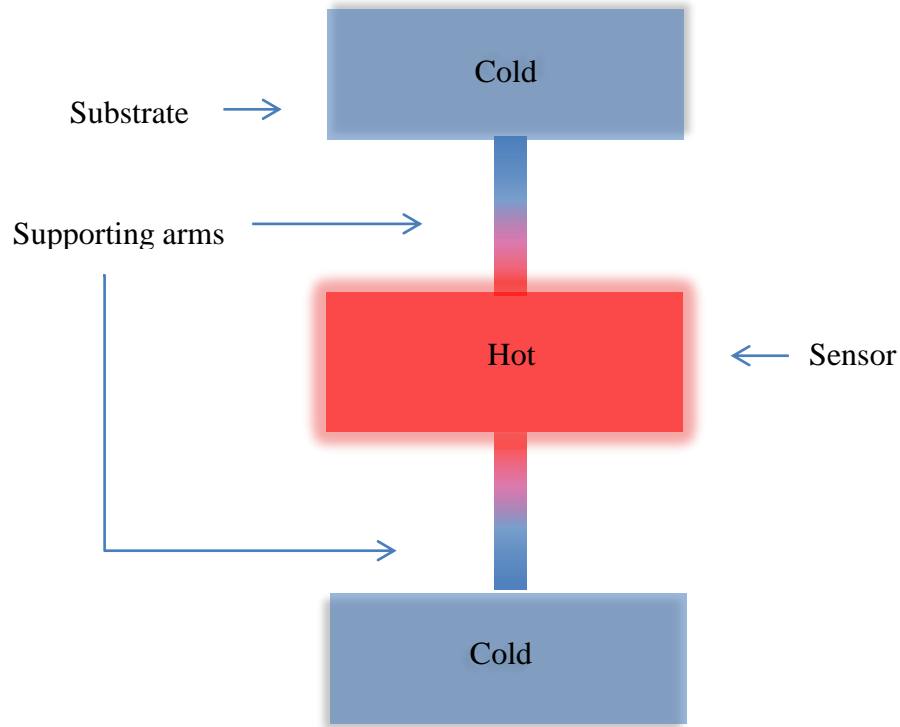 Cold
Substrate
Supporting arms
Hot
Sensor
Cold